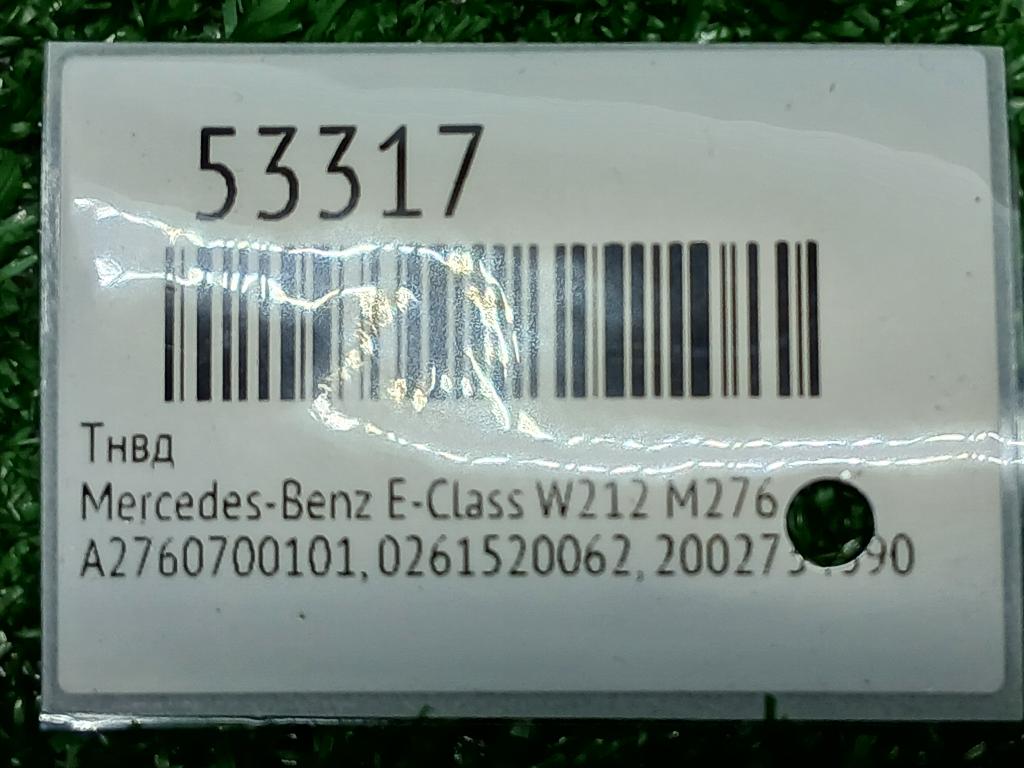 53317
Тнвд
Mercedes-Benz E-Class W212 M276
A2760700101, 0261520062,